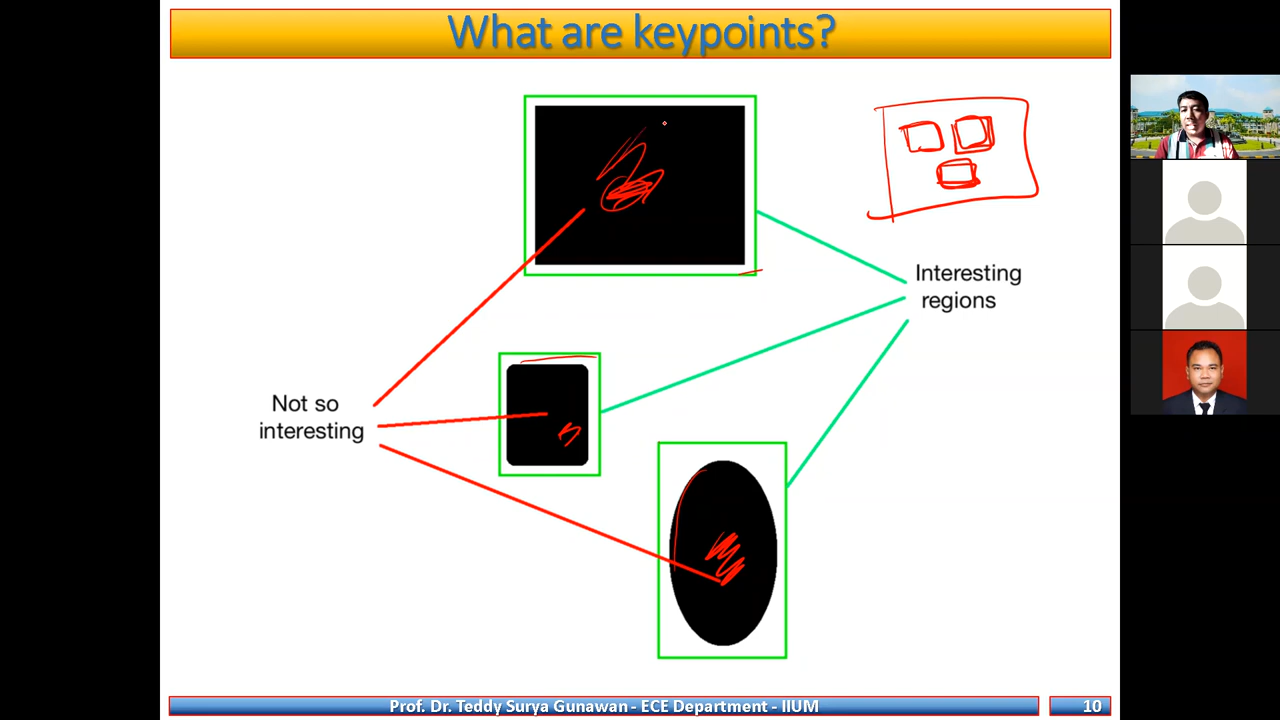 What are keypoints?
Interesting
regions
Not so
interesting
Prof. Dr. Teddy Surya Gunawan - ECE Department - IIUM
10